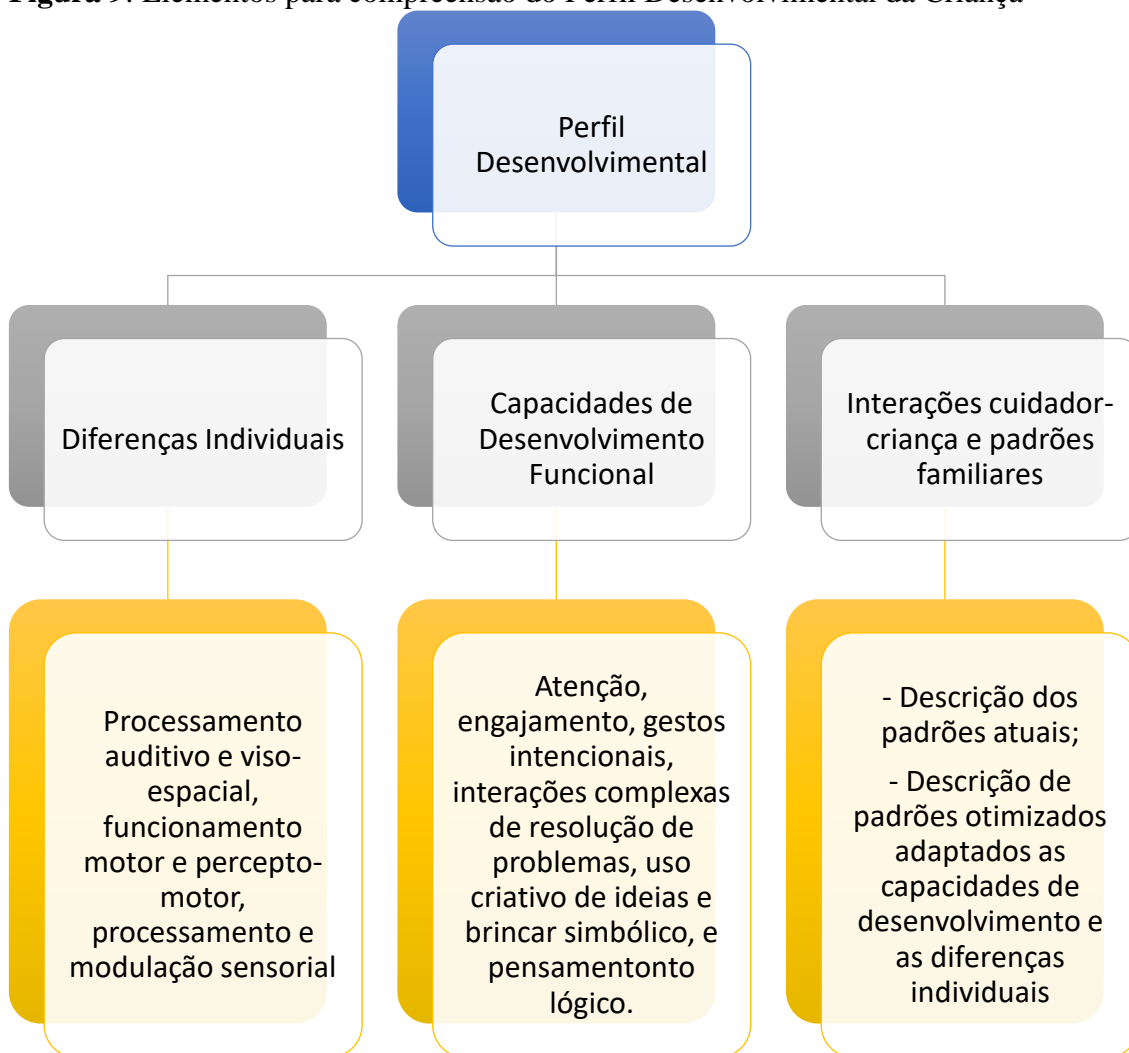 Figura 9. Elementos para compreensão do Perfil Desenvolvimental da Criança
Perfil
Desenvolvimental
Diferenças Individuais
Capacidades de
Desenvolvimento
Funcional
Interações cuidador-
criança e padrões
familiares
Processamento
auditivo e viso-
espacial,
funcionamento
motor e percepto-
motor,
processamento e
modulação sensorial
Atenção,
engajamento, gestos
intencionais,
interações complexas
de resolução de
problemas, uso
criativo de ideias e
brincar simbólico, e
pensamentonto
lógico.
- Descrição dos
padrões atuais;
- Descrição de
padrões otimizados
adaptados as
capacidades de
desenvolvimento e
as diferenças
individuais